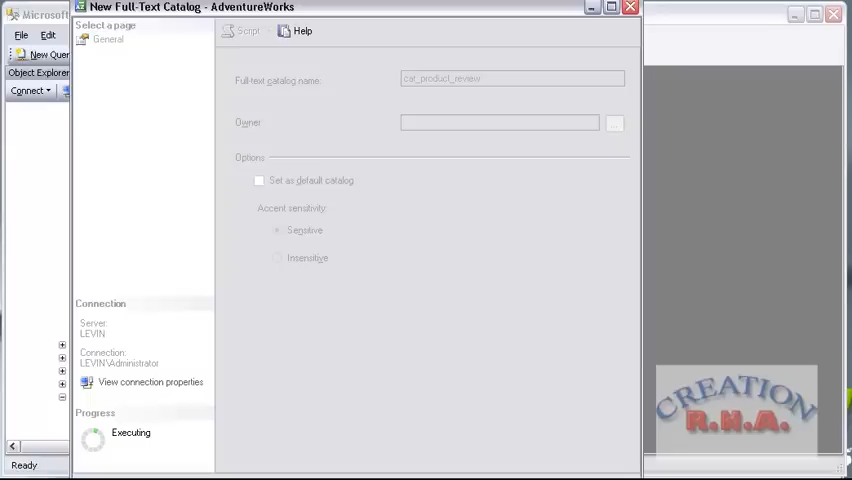 New Full-Text Catalog - AdventureWorks
Microsoft
File Edit
New Quer
Object Explorer
Connect
Select a page
General
Script Help
Full-text catalog name:
cat_product_review
Owner
...
Options
Set as default catalog
Accent sensitivity:
Sensitive
Insensitive
Connection
Server:
LEVIN
Connection:
LEVIN\Administrator
View connection properties
Progress
Executing
Ready
CREATION
R.H.A.